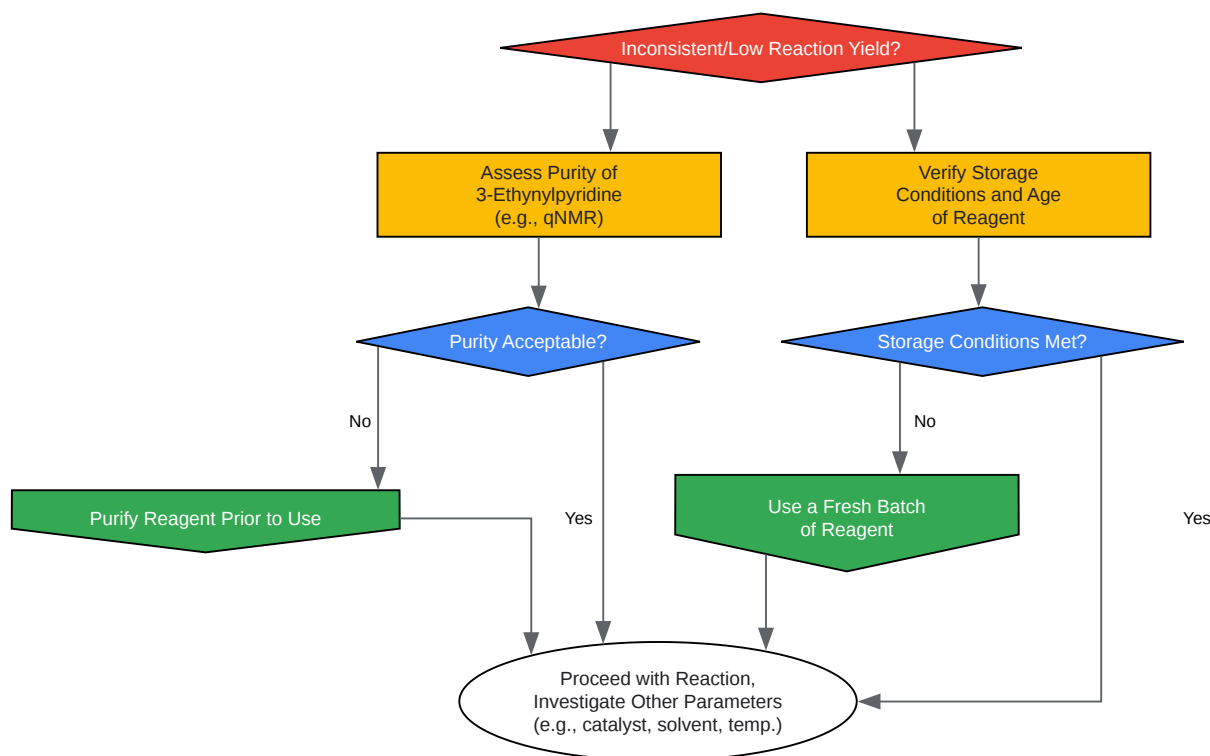 Inconsistent/Low Reaction Yield?
Assess Purity of
3-Ethynylpyridine
(e.g., qNMR)
Verify Storage
Conditions and Age
of Reagent
Purity Acceptable?
Storage Conditions Met?
No
No
Purify Reagent Prior to Use
Yes
Use a Fresh Batch
of Reagent
Yes
Proceed with Reaction,
Investigate Other Parameters
(e.g., catalyst, solvent, temp.)